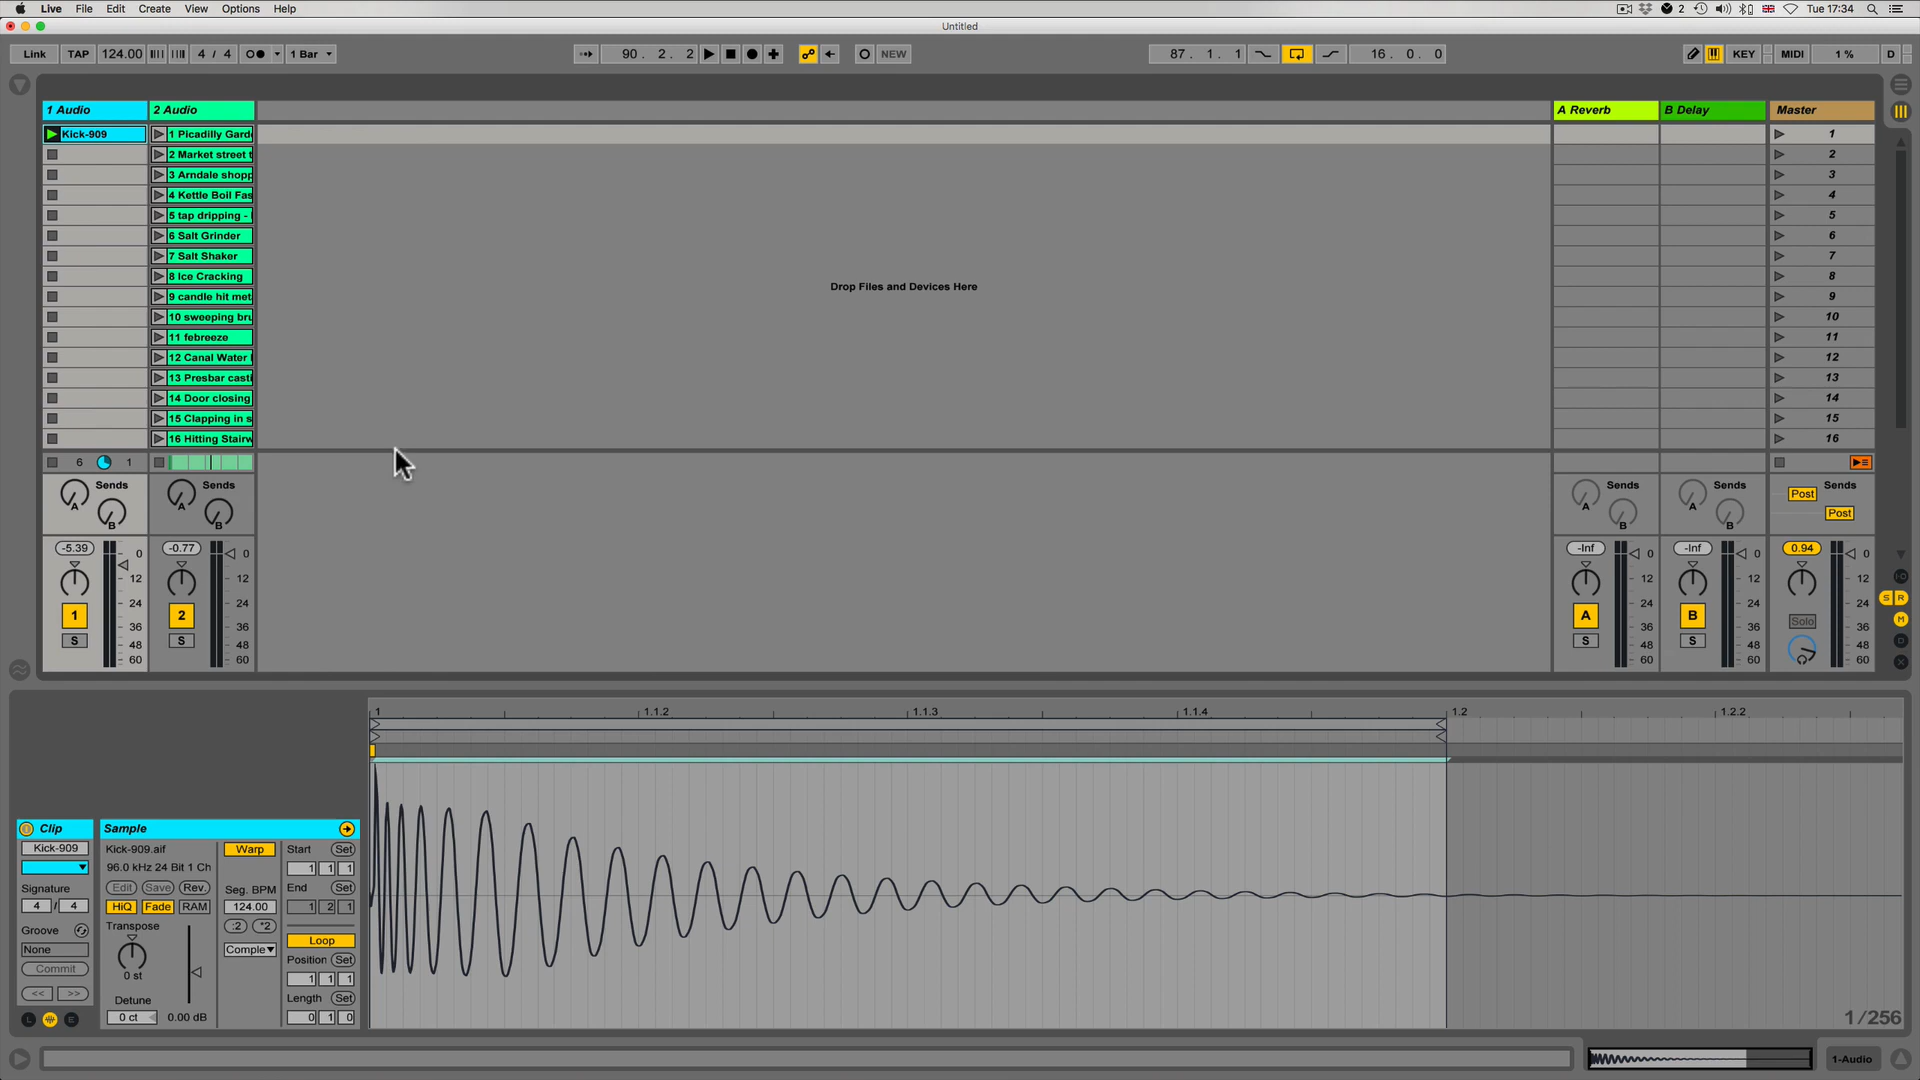 Live File Edit Create View Options Help
2 Tue 17:34
Untitled
Link TAP 124.00 4 / 4 1 Bar 90. 2. 2 NEW 87. 1. 1 16. 0. 0 KEY MIDI 1 % D
1 Audio 2 Audio A Reverb B Delay Master
Kick-909 1 Picadilly Gard 1
2 Market street t 2
3 Arndale shopp 3
4 Kettle Boil Fas 4
5 tap dripping - 5
6 Salt Grinder 6
7 Salt Shaker 7
8 Ice Cracking 8
Drop Files and Devices Here
9 candle hit met 9
10 sweeping bru 10
11 febreeze 11
12 Canal Water 12
13 Presbar casti 13
14 Door closing 14
15 Clapping in s 15
16 Hitting Stairw 16
6 1
Sends Sends Sends Sends Sends
A A A A Post
B B B B Post
-5.39 0 -0.77 0 -Inf 0 -Inf 0 0.94 0
12 12 12 12 12
24 24 24 24 24
1 2 A B Solo
36 36 36 36 36
S S S S
48 48 48 48 48
60 60 60 60 60
S R
M
D
X
1 1.1.2 1.1.3 1.1.4 1.2 1.2.2
Clip Sample
Kick-909 Kick-909.aif Warp Start Set
96.0 kHz 24 Bit 1 Ch 1 1 1
Signature Edit Save Rev. Seg. BPM End Set
4 / 4 HiQ Fade RAM 124.00 1 2 1
Groove Transpose :2 *2
None Comple Loop
Commit 0 st Position Set
<< >> 1 1 1
Detune Length Set
L E 0 ct 0.00 dB 0 1 0
1/256
1-Audio